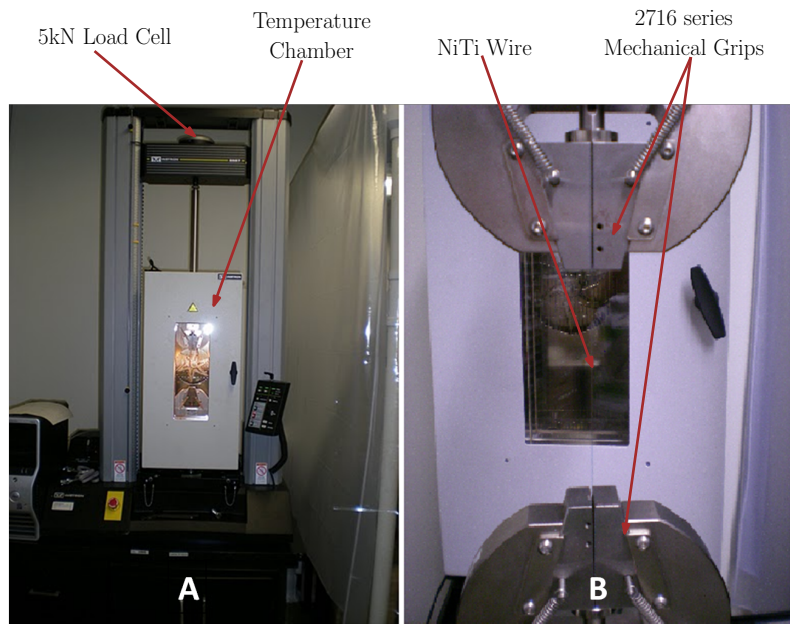 5kN Load Cell
Temperature
Chamber
NiTi Wire
2716 series
Mechanical Grips
A
B